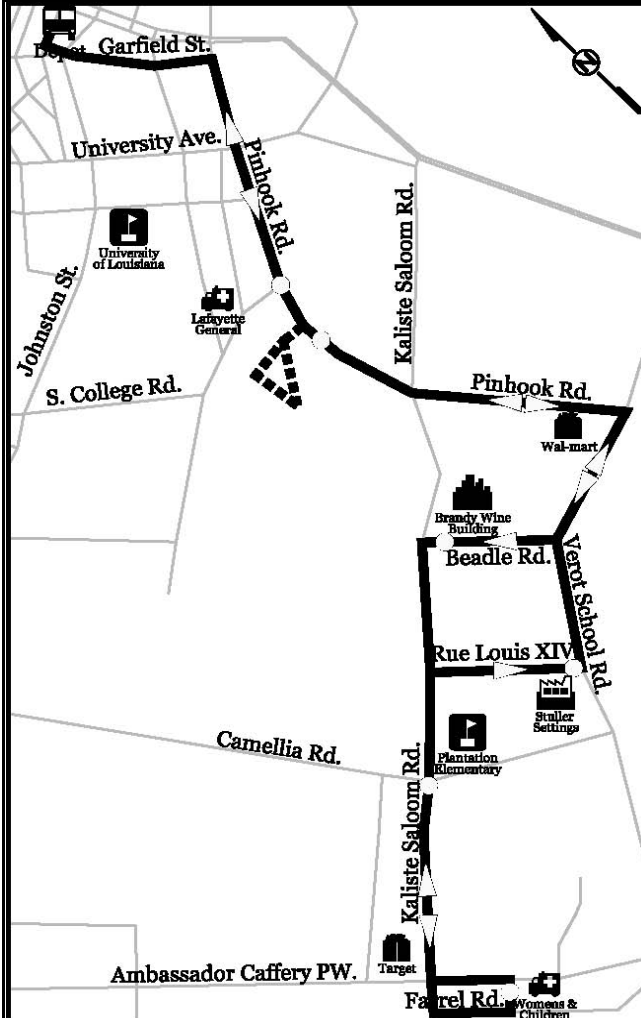 Depot
Garfield St.
N
University Ave.
Pinhook Rd.
Kaliste Saloom Rd.
University
of Louisiana
Johnston St.
Lafayette
General
S. College Rd.
Pinhook Rd.
Wal-mart
Brandy Wine
Building
Beadle Rd.
Verot School Rd.
Rue Louis XIV
Stuller
Settings
Camellia Rd.
Plantation
Elementary
Kaliste Saloom Rd.
Target
Ambassador Caffery PW.
Farrel Rd.
Womens &
Children